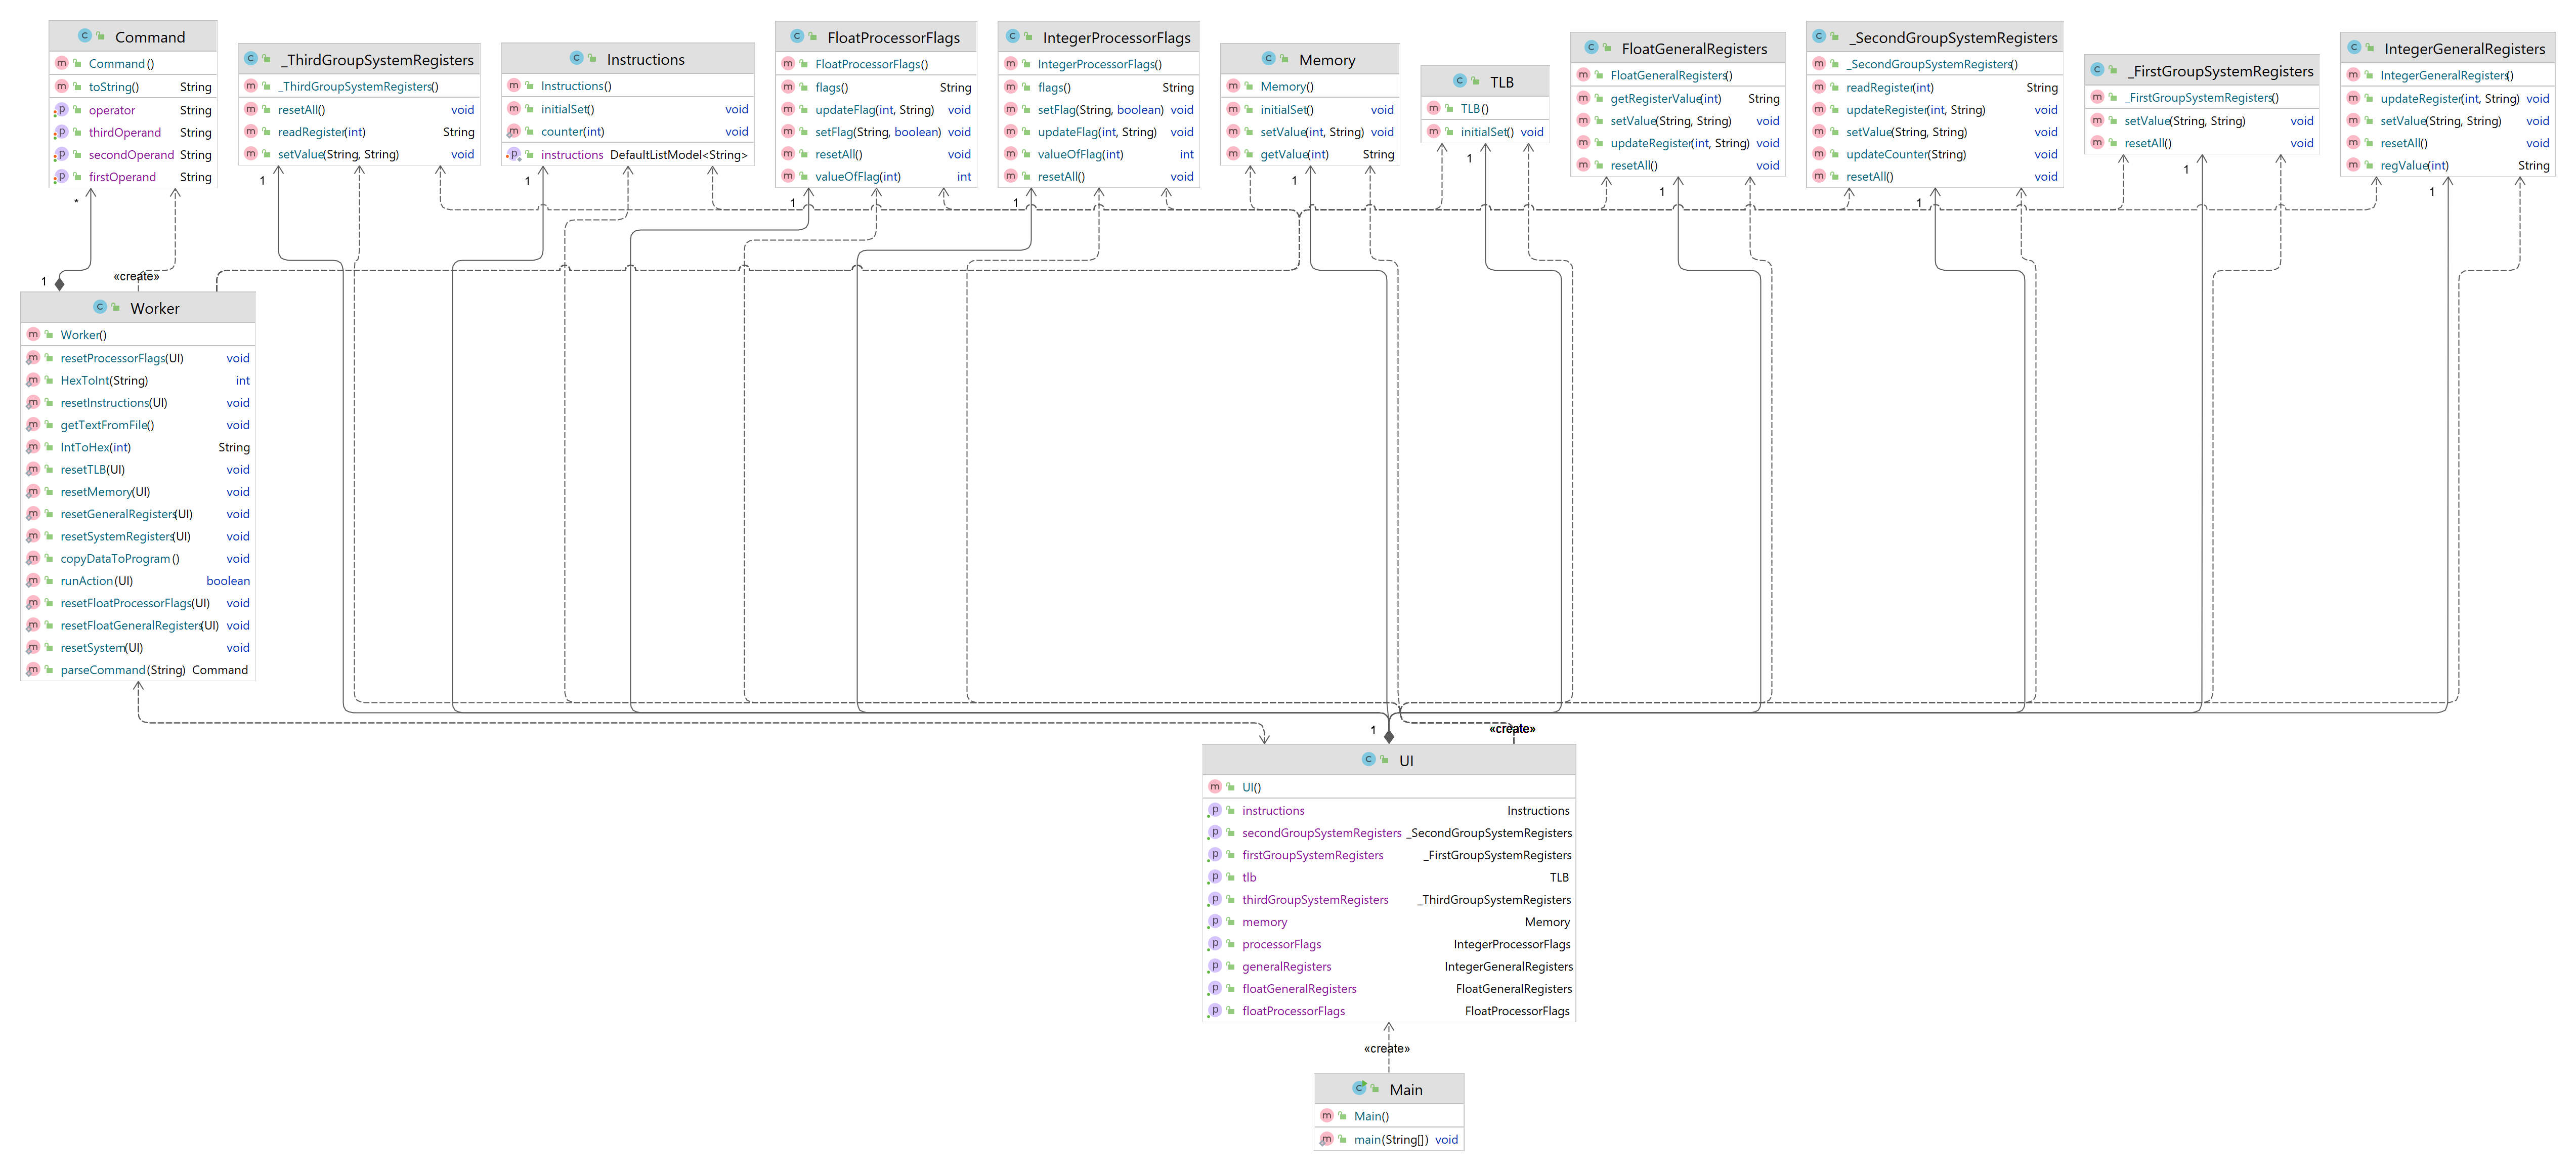 Command
Command()
toString() String
operator String
thirdOperand String
secondOperand String
firstOperand String
_ThirdGroupSystemRegisters
_ThirdGroupSystemRegisters()
resetAll() void
readRegister(int) String
setValue(String, String) void
Instructions
Instructions()
initialSet() void
counter(int) void
instructions DefaultListModel<String>
FloatProcessorFlags
FloatProcessorFlags()
flags() String
updateFlag(int, String) void
setFlag(String, boolean) void
resetAll() void
valueOfFlag(int) int
IntegerProcessorFlags
IntegerProcessorFlags()
flags() String
setFlag(String, boolean) void
updateFlag(int, String) void
valueOfFlag(int) int
resetAll() void
Memory
Memory()
initialSet() void
setValue(int, String) void
getValue(int) String
TLB
TLB()
initialSet() void
FloatGeneralRegisters
FloatGeneralRegisters()
getRegisterValue(int) String
setValue(String, String) void
updateRegister(int, String) void
resetAll() void
_SecondGroupSystemRegisters
_SecondGroupSystemRegisters()
readRegister(int) String
updateRegister(int, String) void
setValue(String, String) void
updateCounter(String) void
resetAll() void
_FirstGroupSystemRegisters
_FirstGroupSystemRegisters()
setValue(String, String) void
resetAll() void
IntegerGeneralRegisters
IntegerGeneralRegisters()
updateRegister(int, String) void
setValue(String, String) void
resetAll() void
regValue(int) String
*
1
1
1
1
1
1
1
1
1
1
1
«create»
Worker
Worker()
resetProcessorFlags(UI) void
HexToInt(String) int
resetInstructions(UI) void
getTextFromFile() void
IntToHex(int) String
resetTLB(UI) void
resetMemory(UI) void
resetGeneralRegisters(UI) void
resetSystemRegisters(UI) void
copyDataToProgram() void
runAction(UI) boolean
resetFloatProcessorFlags(UI) void
resetFloatGeneralRegisters(UI) void
resetSystem(UI) void
parseCommand(String) Command
1
«create»
UI
UI()
instructions Instructions
secondGroupSystemRegisters _SecondGroupSystemRegisters
firstGroupSystemRegisters _FirstGroupSystemRegisters
tlb TLB
thirdGroupSystemRegisters _ThirdGroupSystemRegisters
memory Memory
processorFlags IntegerProcessorFlags
generalRegisters IntegerGeneralRegisters
floatGeneralRegisters FloatGeneralRegisters
floatProcessorFlags FloatProcessorFlags
«create»
Main
Main()
main(String[]) void